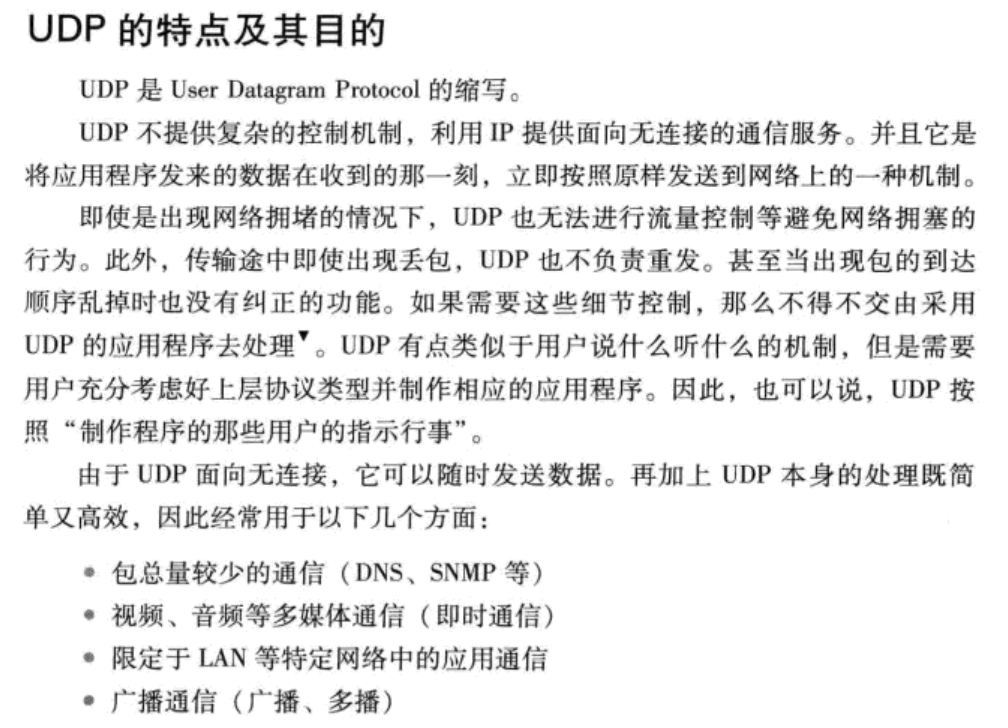 UDP 的特点及其目的
UDP 是 User Datagram Protocol 的缩写。
UDP 不提供复杂的控制机制，利用 IP 提供面向无连接的通信服务。并且它是
将应用程序发来的数据在收到的那一刻，立即按照原样发送到网络上的一种机制。
即使是出现网络拥堵的情况下，UDP 也无法进行流量控制等避免网络拥塞的
行为。此外，传输途中即使出现丢包，UDP 也不负责重发。甚至当出现包的到达
顺序乱掉时也没有纠正的功能。如果需要这些细节控制，那么不得不交由采用
UDP 的应用程序去处理▼。UDP 有点类似于用户说什么听什么的机制，但是需要
用户充分考虑好上层协议类型并制作相应的应用程序。因此，也可以说，UDP 按
照“制作程序的那些用户的指示行事”。
由于 UDP 面向无连接，它可以随时发送数据。再加上 UDP 本身的处理既简
单又高效，因此经常用于以下几个方面：
● 包总量较少的通信（DNS、SNMP 等）
● 视频、音频等多媒体通信（即时通信）
● 限定于 LAN 等特定网络中的应用通信
● 广播通信（广播、多播）